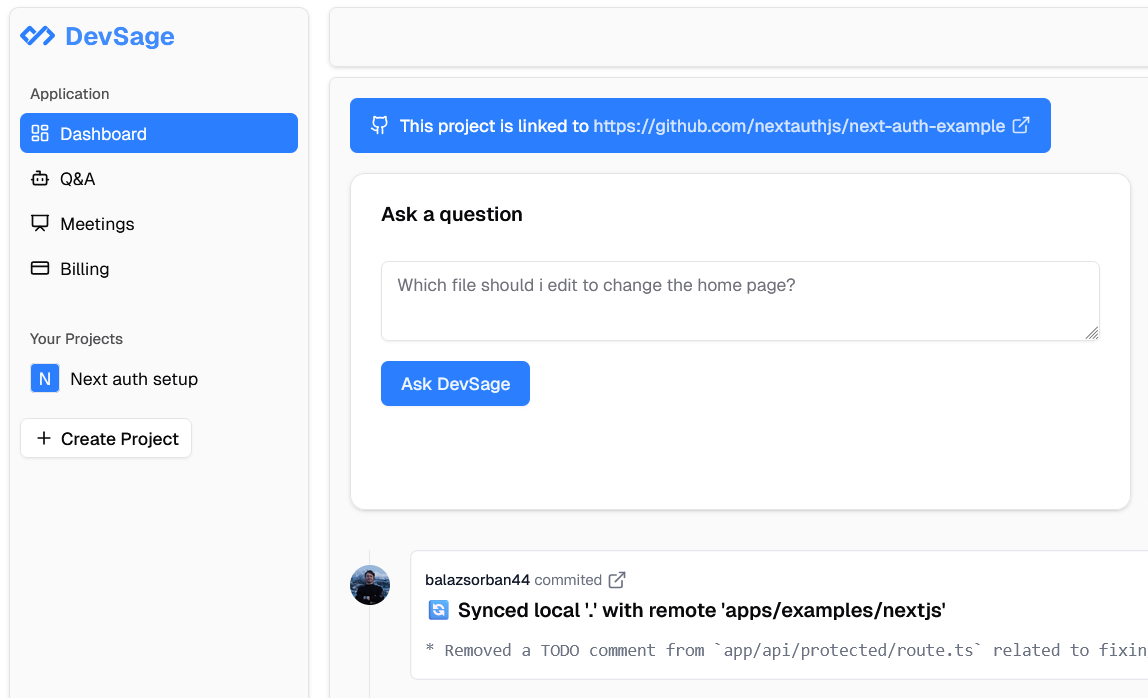 DevSage
Application
Dashboard
Q&A
Meetings
Billing
Your Projects
N Next auth setup
+ Create Project
This project is linked to https://github.com/nextauthjs/next-auth-example
Ask a question
Which file should i edit to change the home page?
Ask DevSage
balazsorban44 commited
Synced local '.' with remote 'apps/examples/nextjs'
* Removed a TODO comment from `app/api/protected/route.ts` related to fixin